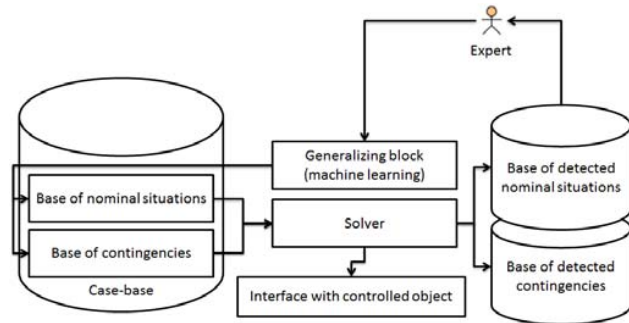 Expert
Generalizing block
(machine learning)
Base of detected
nominal situations
Base of nominal situations
Solver
Base of contingencies
Base of detected
contingencies
Case-base
Interface with controlled object